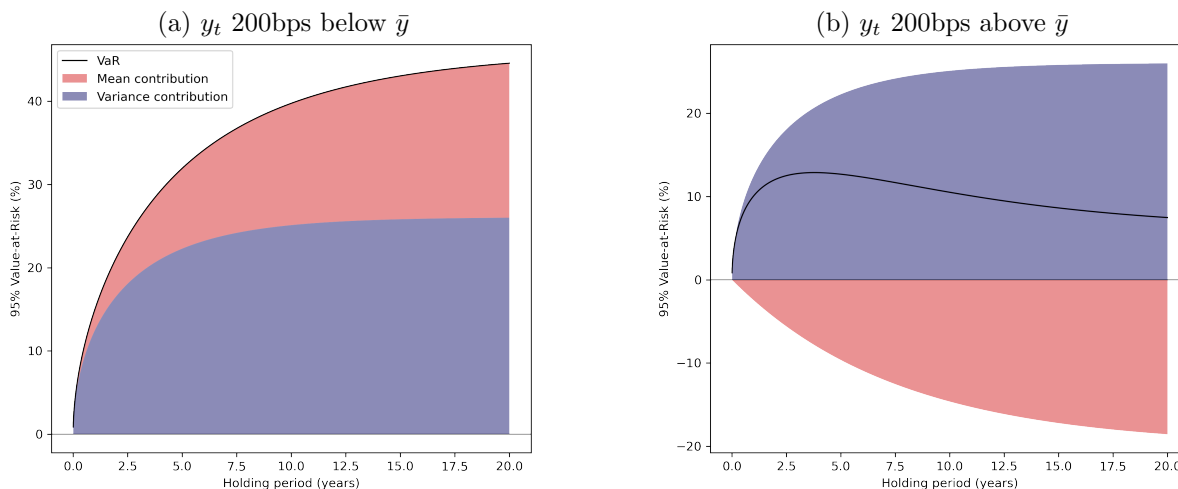 (a) $y_t$ 200bps below $\bar{y}$
VaR
Mean contribution
Variance contribution
95% Value-at-Risk (%)
40
30
20
10
0
0.0 2.5 5.0 7.5 10.0 12.5 15.0 17.5 20.0
Holding period (years)
(b) $y_t$ 200bps above $\bar{y}$
95% Value-at-Risk (%)
20
10
0
−10
−20
0.0 2.5 5.0 7.5 10.0 12.5 15.0 17.5 20.0
Holding period (years)